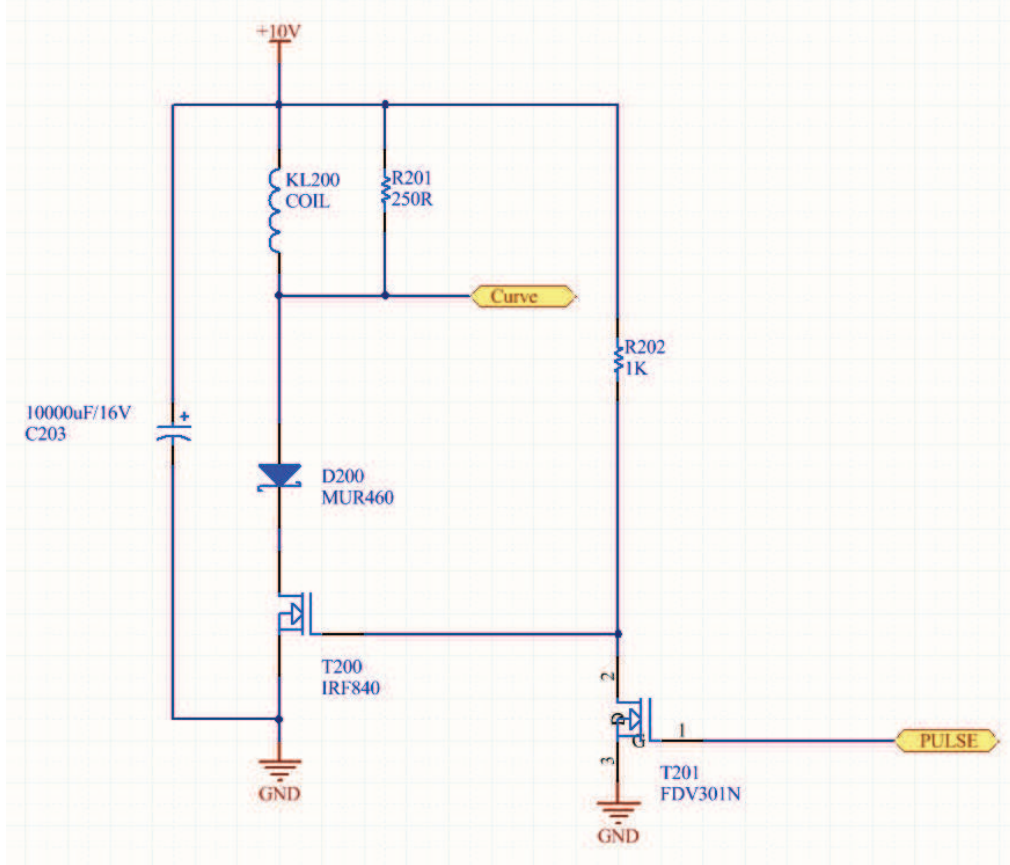 +10V
KL200
COIL
R201
250R
Curve
R202
1K
10000uF/16V
C203
+
D200
MUR460
T200
IRF840
2
D
G
1
3
PULSE
T201
FDV301N
GND
GND